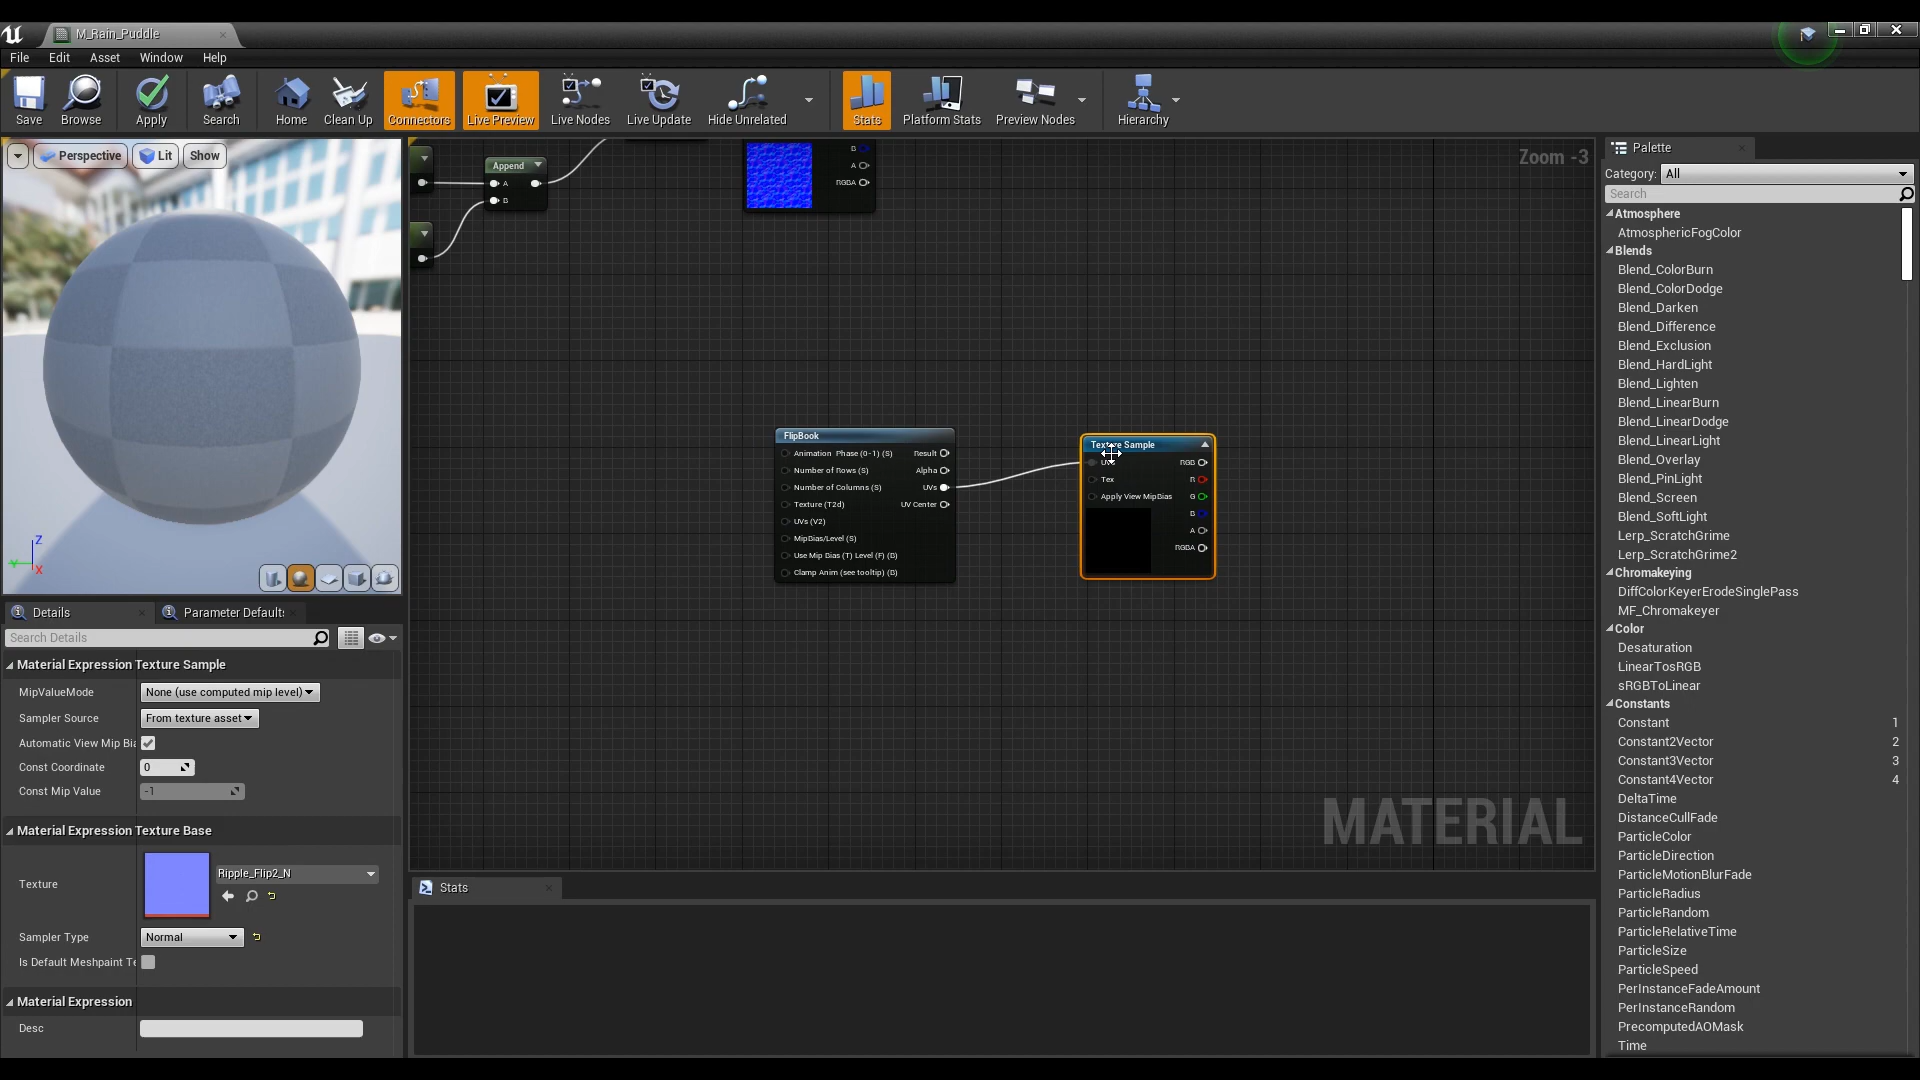 M_Rain_Puddle
File Edit Asset Window Help
Save Browse Apply Search Home Clean Up Connectors Live Preview Live Nodes Live Update Hide Unrelated Stats Platform Stats Preview Nodes Hierarchy
Perspective Lit Show
Z
Y
X
Append
A
B
B
A
RGBA
Zoom -3
FlipBook
Animation Phase (0-1) (S) Result
Number of Rows (S) Alpha
Number of Columns (S) UVs
Texture (T2d) UV Center
UVs (V2)
MipBias/Level (S)
Use Mip Bias (T) Level (F) (B)
Clamp Anim (see tooltip) (B)
Texture Sample
UVs RGB
Tex R
Apply View MipBias G
B
A
RGBA
MATERIAL
Stats
Details Parameter Default
Search Details
Material Expression Texture Sample
MipValueMode None (use computed mip level)
Sampler Source From texture asset
Automatic View Mip Bia
Const Coordinate 0
Const Mip Value -1
Material Expression Texture Base
Texture Ripple_Flip2_N
Sampler Type Normal
Is Default Meshpaint Te
Material Expression
Desc
Palette
Category: All
Search
Atmosphere
AtmosphericFogColor
Blends
Blend_ColorBurn
Blend_ColorDodge
Blend_Darken
Blend_Difference
Blend_Exclusion
Blend_HardLight
Blend_Lighten
Blend_LinearBurn
Blend_LinearDodge
Blend_LinearLight
Blend_Overlay
Blend_PinLight
Blend_Screen
Blend_SoftLight
Lerp_ScratchGrime
Lerp_ScratchGrime2
Chromakeying
DiffColorKeyerErodeSinglePass
MF_Chromakeyer
Color
Desaturation
LinearTosRGB
sRGBToLinear
Constants
Constant 1
Constant2Vector 2
Constant3Vector 3
Constant4Vector 4
DeltaTime
DistanceCullFade
ParticleColor
ParticleDirection
ParticleMotionBlurFade
ParticleRadius
ParticleRandom
ParticleRelativeTime
ParticleSize
ParticleSpeed
PerInstanceFadeAmount
PerInstanceRandom
PrecomputedAOMask
Time